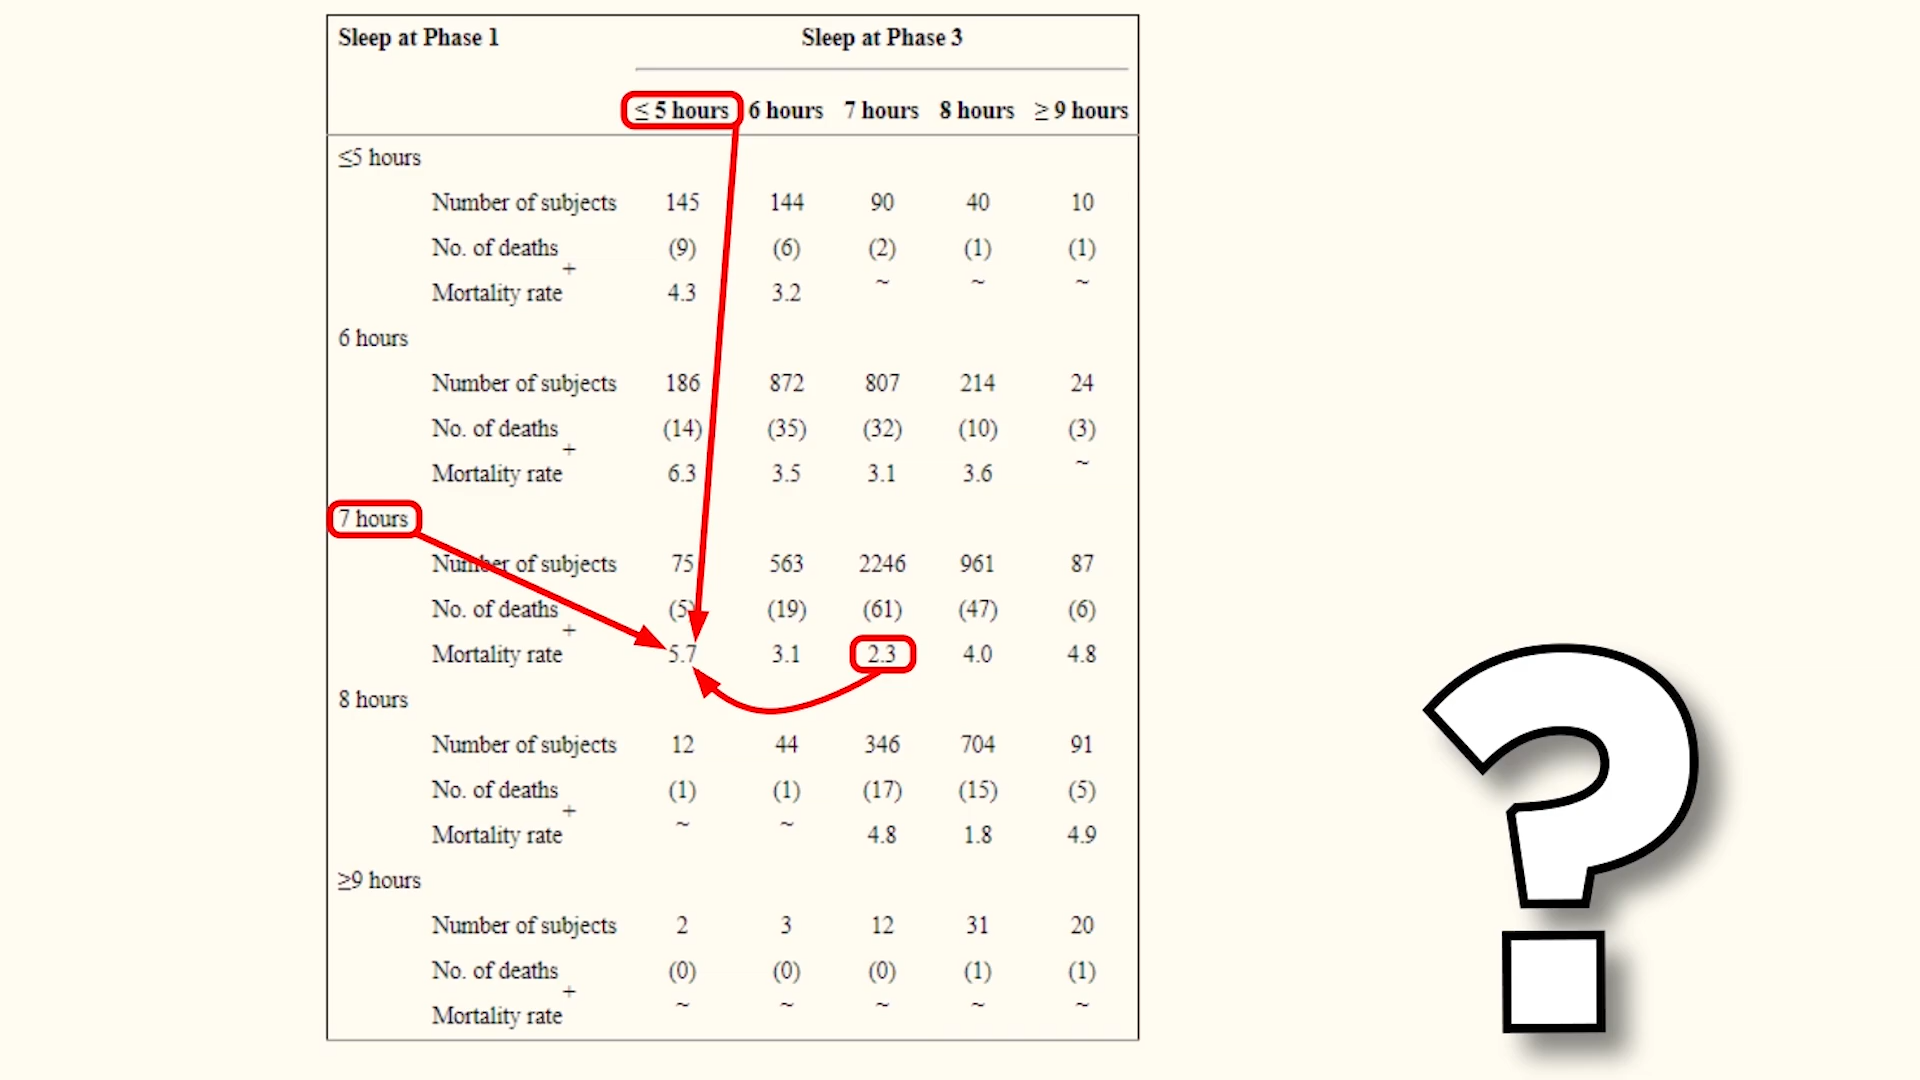 Sleep at Phase 1 Sleep at Phase 3
≤ 5 hours 6 hours 7 hours 8 hours ≥ 9 hours
≤5 hours
Number of subjects 145 144 90 40 10
No. of deaths (9) (6) (2) (1) (1)
Mortality rate + 4.3 3.2 ~ ~ ~
6 hours
Number of subjects 186 872 807 214 24
No. of deaths (14) (35) (32) (10) (3)
Mortality rate + 6.3 3.5 3.1 3.6 ~
7 hours
Number of subjects 75 563 2246 961 87
No. of deaths (5) (19) (61) (47) (6)
Mortality rate + 5.7 3.1 2.3 4.0 4.8
8 hours
Number of subjects 12 44 346 704 91
No. of deaths (1) (1) (17) (15) (5)
Mortality rate + ~ ~ 4.8 1.8 4.9
≥9 hours
Number of subjects 2 3 12 31 20
No. of deaths (0) (0) (0) (1) (1)
Mortality rate + ~ ~ ~ ~ ~
?